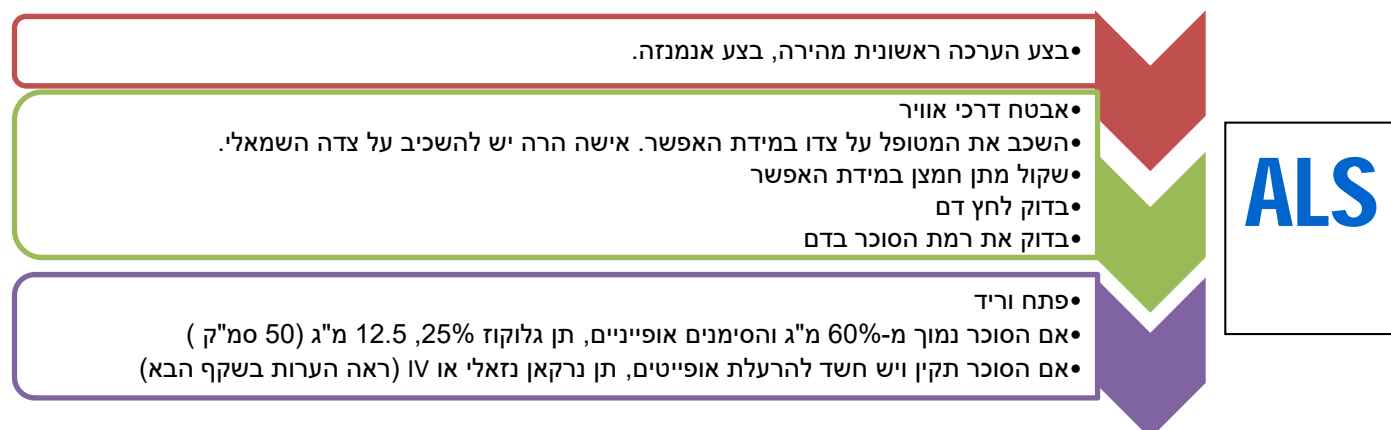 •בצע הערכה ראשונית מהירה, בצע אנמנזה.
•אבטח דרכי אוויר
•השכב את המטופל על צדו במידת האפשר. אישה הרה יש להשכיב על צדה השמאלי.
•שקול מתן חמצן במידת האפשר
•בדוק לחץ דם
•בדוק את רמת הסוכר בדם
ALS
•פתח וריד
•אם הסוכר נמוך מ-60% מ"ג והסימנים אופייניים, תן גלוקוז 25%, 12.5 מ"ג (50 סמ"ק )
•אם הסוכר תקין ויש חשד להרעלת אופייטים, תן נרקאן נזאלי או IV (ראה הערות בשקף הבא)